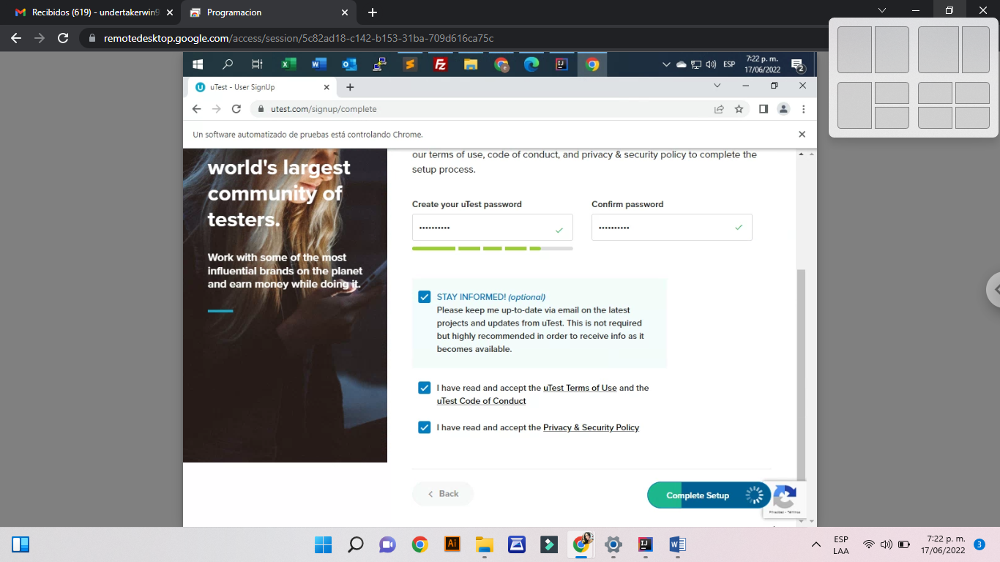 Recibidos (619) - undertakerwin9
Programacion
remotedesktop.google.com/access/session/5c82ad18-c142-b153-31ba-709d616ca75c
ESP
7:22 p. m.
17/06/2022
2
uTest - User SignUp
utest.com/signup/complete
Un software automatizado de pruebas está controlando Chrome.
world's largest
community of
testers.
Work with some of the most
influential brands on the planet
and earn money while doing it.
our terms of use, code of conduct, and privacy & security policy to complete the
setup process.
Create your uTest password
Confirm password
••••••••••
••••••••••
STAY INFORMED! (optional)
Please keep me up-to-date via email on the latest
projects and updates from uTest. This is not required
but highly recommended in order to receive info as it
becomes available.
I have read and accept the uTest Terms of Use and the
uTest Code of Conduct
I have read and accept the Privacy & Security Policy
Back
Complete Setup
Privacidad - Términos
Ai
ESP
LAA
7:22 p. m.
17/06/2022
3